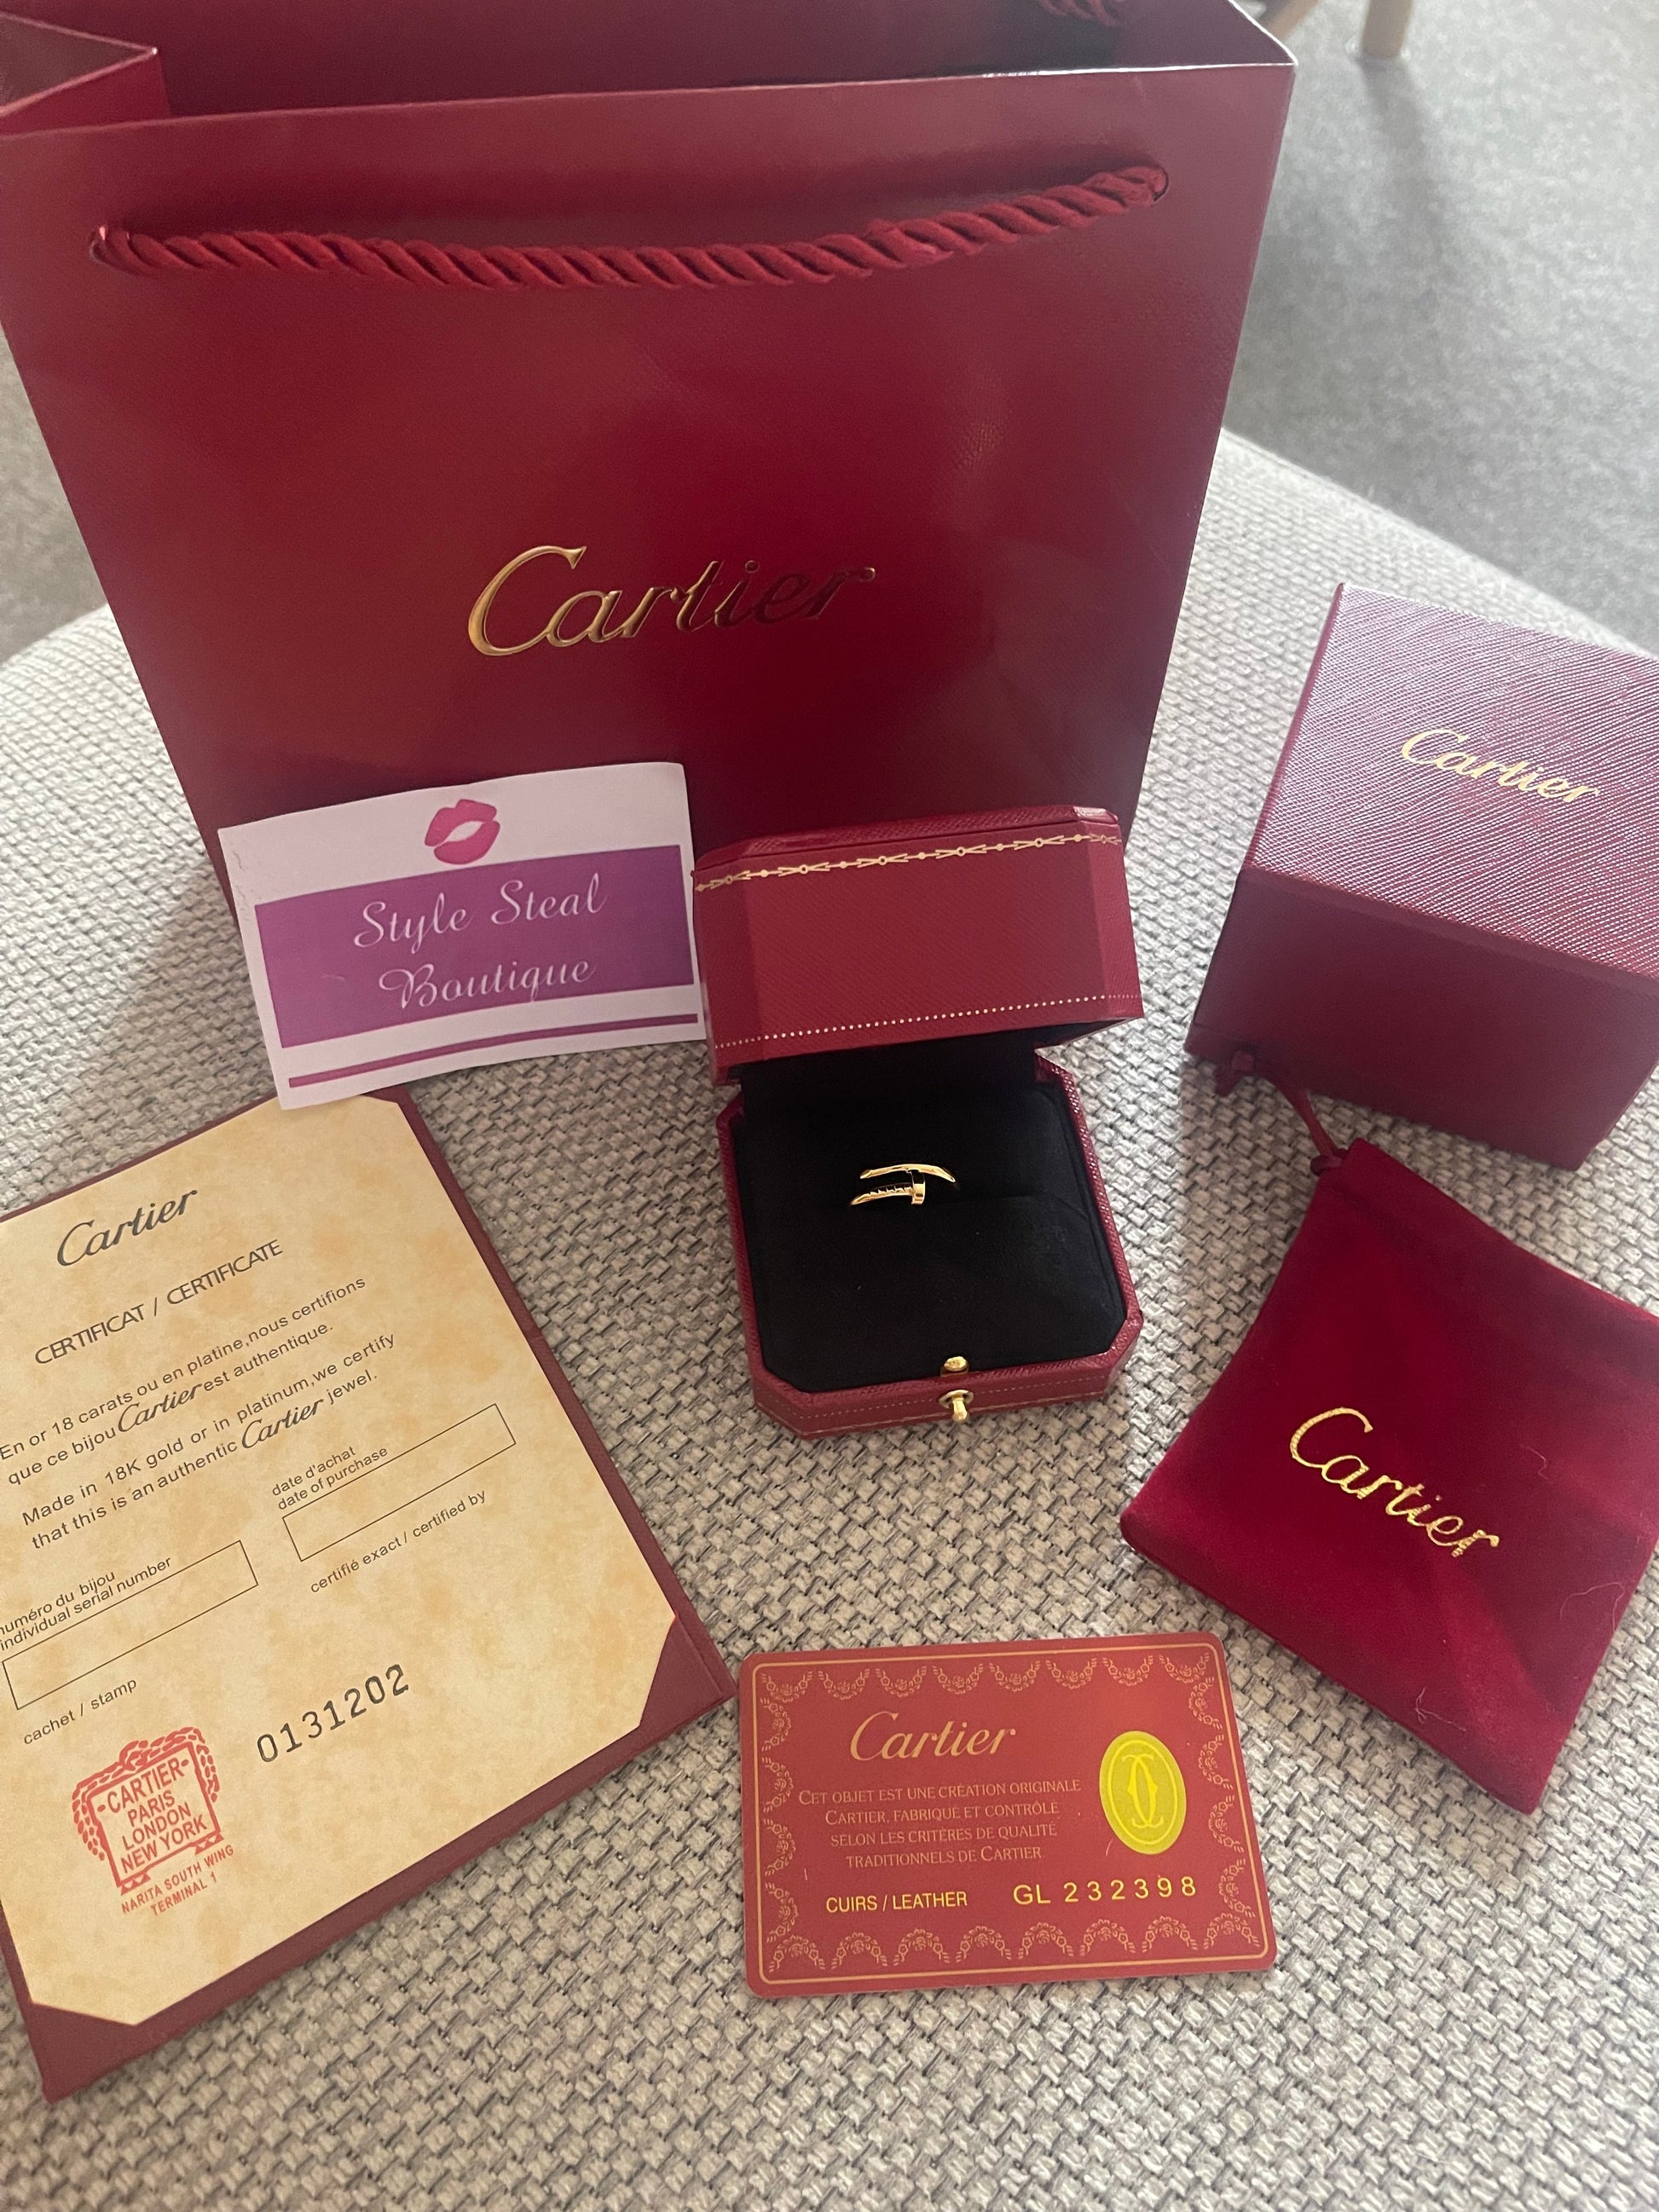 Cartier
Cartier
Style Steal
Boutique
Cartier
CERTIFICAT / CERTIFICATE
En or 18 carats ou en platine,nous certifions
que ce bijou Cartier est authentique.
Made in 18K gold or in platinum,we certify
that this is an authentic Cartier jewel.
date d'achat
date of purchase
numéro du bijou
individual serial number
certifié exact / certified by
cachet / stamp
0131202
CARTIER
PARIS
LONDON
NEW YORK
NARITA SOUTH WING
TERMINAL 1
Cartier
Cartier
CET OBJET EST UNE CRÉATION ORIGINALE
CARTIER, FABRIQUÉ ET CONTRÔLÉ
SELON LES CRITÈRES DE QUALITÉ
TRADITIONNELS DE CARTIER
CUIRS / LEATHER GL 232398